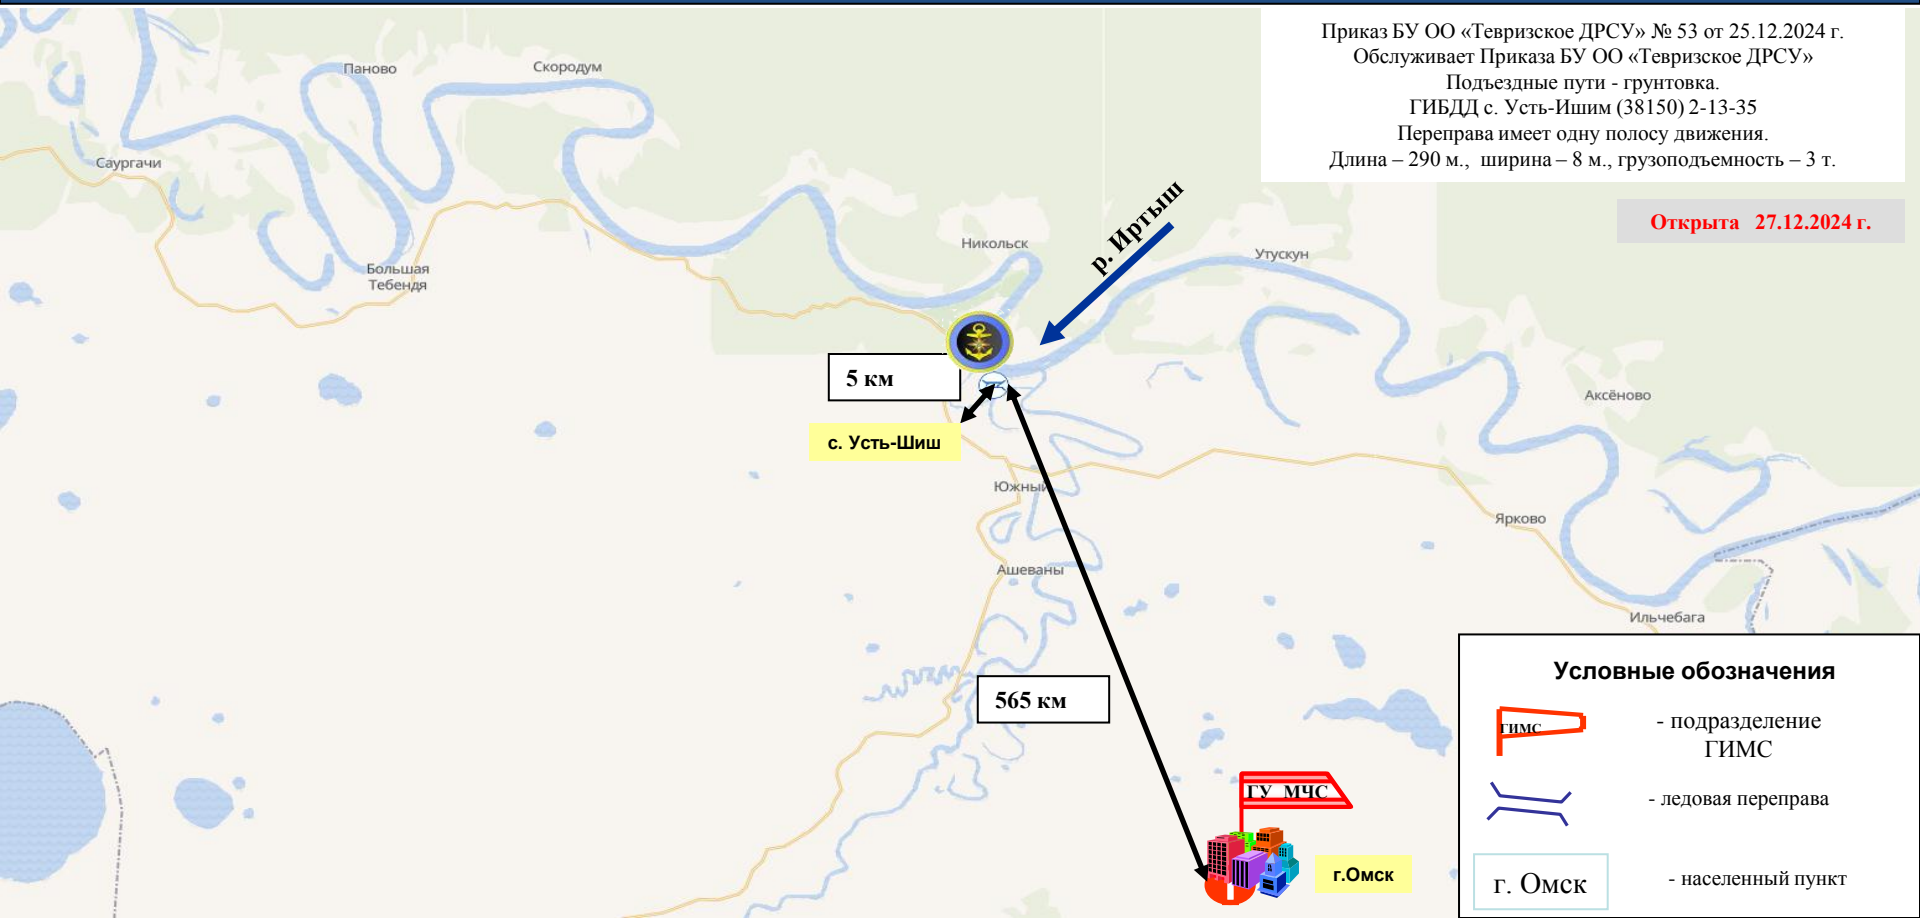 Приказ БУ ОО «Тевризское ДРСУ» № 53 от 25.12.2024 г.
Обслуживает Приказа БУ ОО «Тевризское ДРСУ»
Подъездные пути - грунтовка.
ГИБДД с. Усть-Ишим (38150) 2-13-35
Переправа имеет одну полосу движения.
Длина – 290 м., ширина – 8 м., грузоподъемность – 3 т.
Открыта 27.12.2024 г.
Паново
Скородум
Саургачи
р. Иртыш
Никольск
Утускун
Большая
Тебендя
5 км
Аксёново
с. Усть-Шиш
Южный
Ярково
Ашеваны
Ильчебага
565 км
ГУ МЧС
г.Омск
Условные обозначения
ГИМС
- подразделение
ГИМС
- ледовая переправа
г. Омск
- населенный пункт